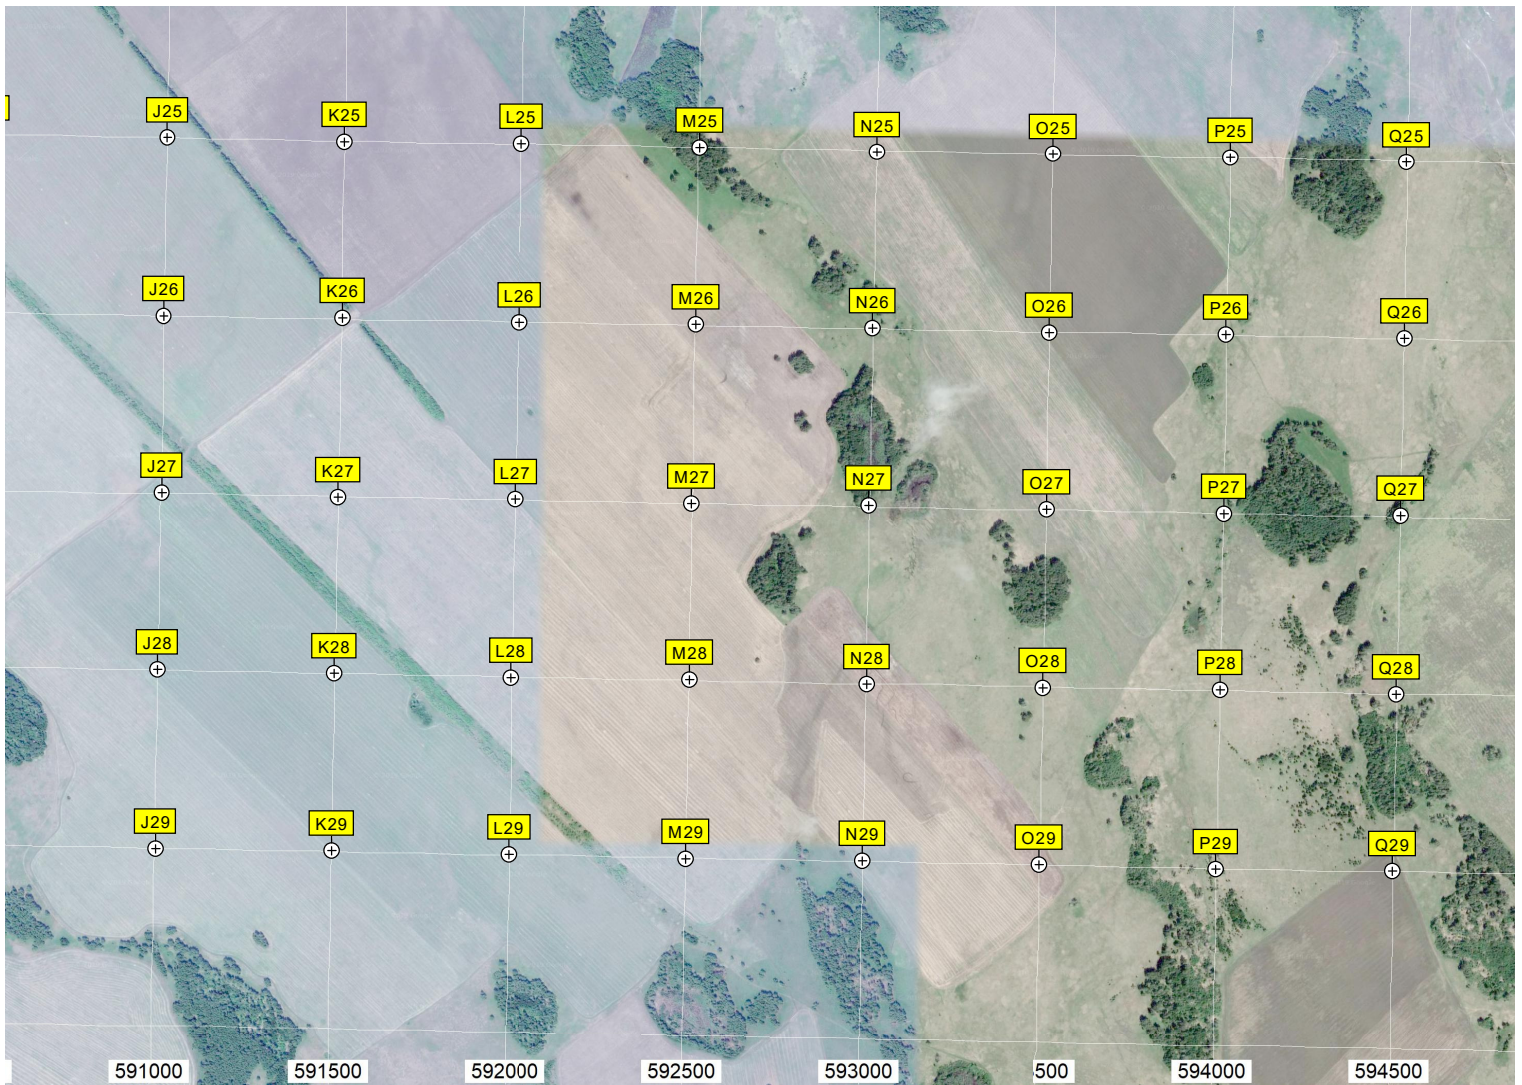 J25 K25 L25 M25 N25 O25 P25 Q25
J26 K26 L26 M26 N26 O26 P26 Q26
J27 K27 L27 M27 N27 O27 P27 Q27
J28 K28 L28 M28 N28 O28 P28 Q28
J29 K29 L29 M29 N29 O29 P29 Q29
591000 591500 592000 592500 593000 500 594000 594500